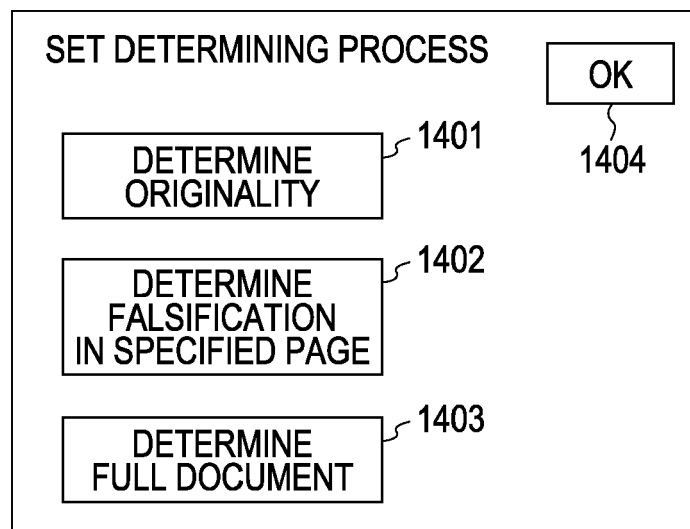 SET DETERMINING PROCESS
OK
1404
DETERMINE
ORIGINALITY
1401
DETERMINE
FALSIFICATION
IN SPECIFIED PAGE
1402
DETERMINE
FULL DOCUMENT
1403